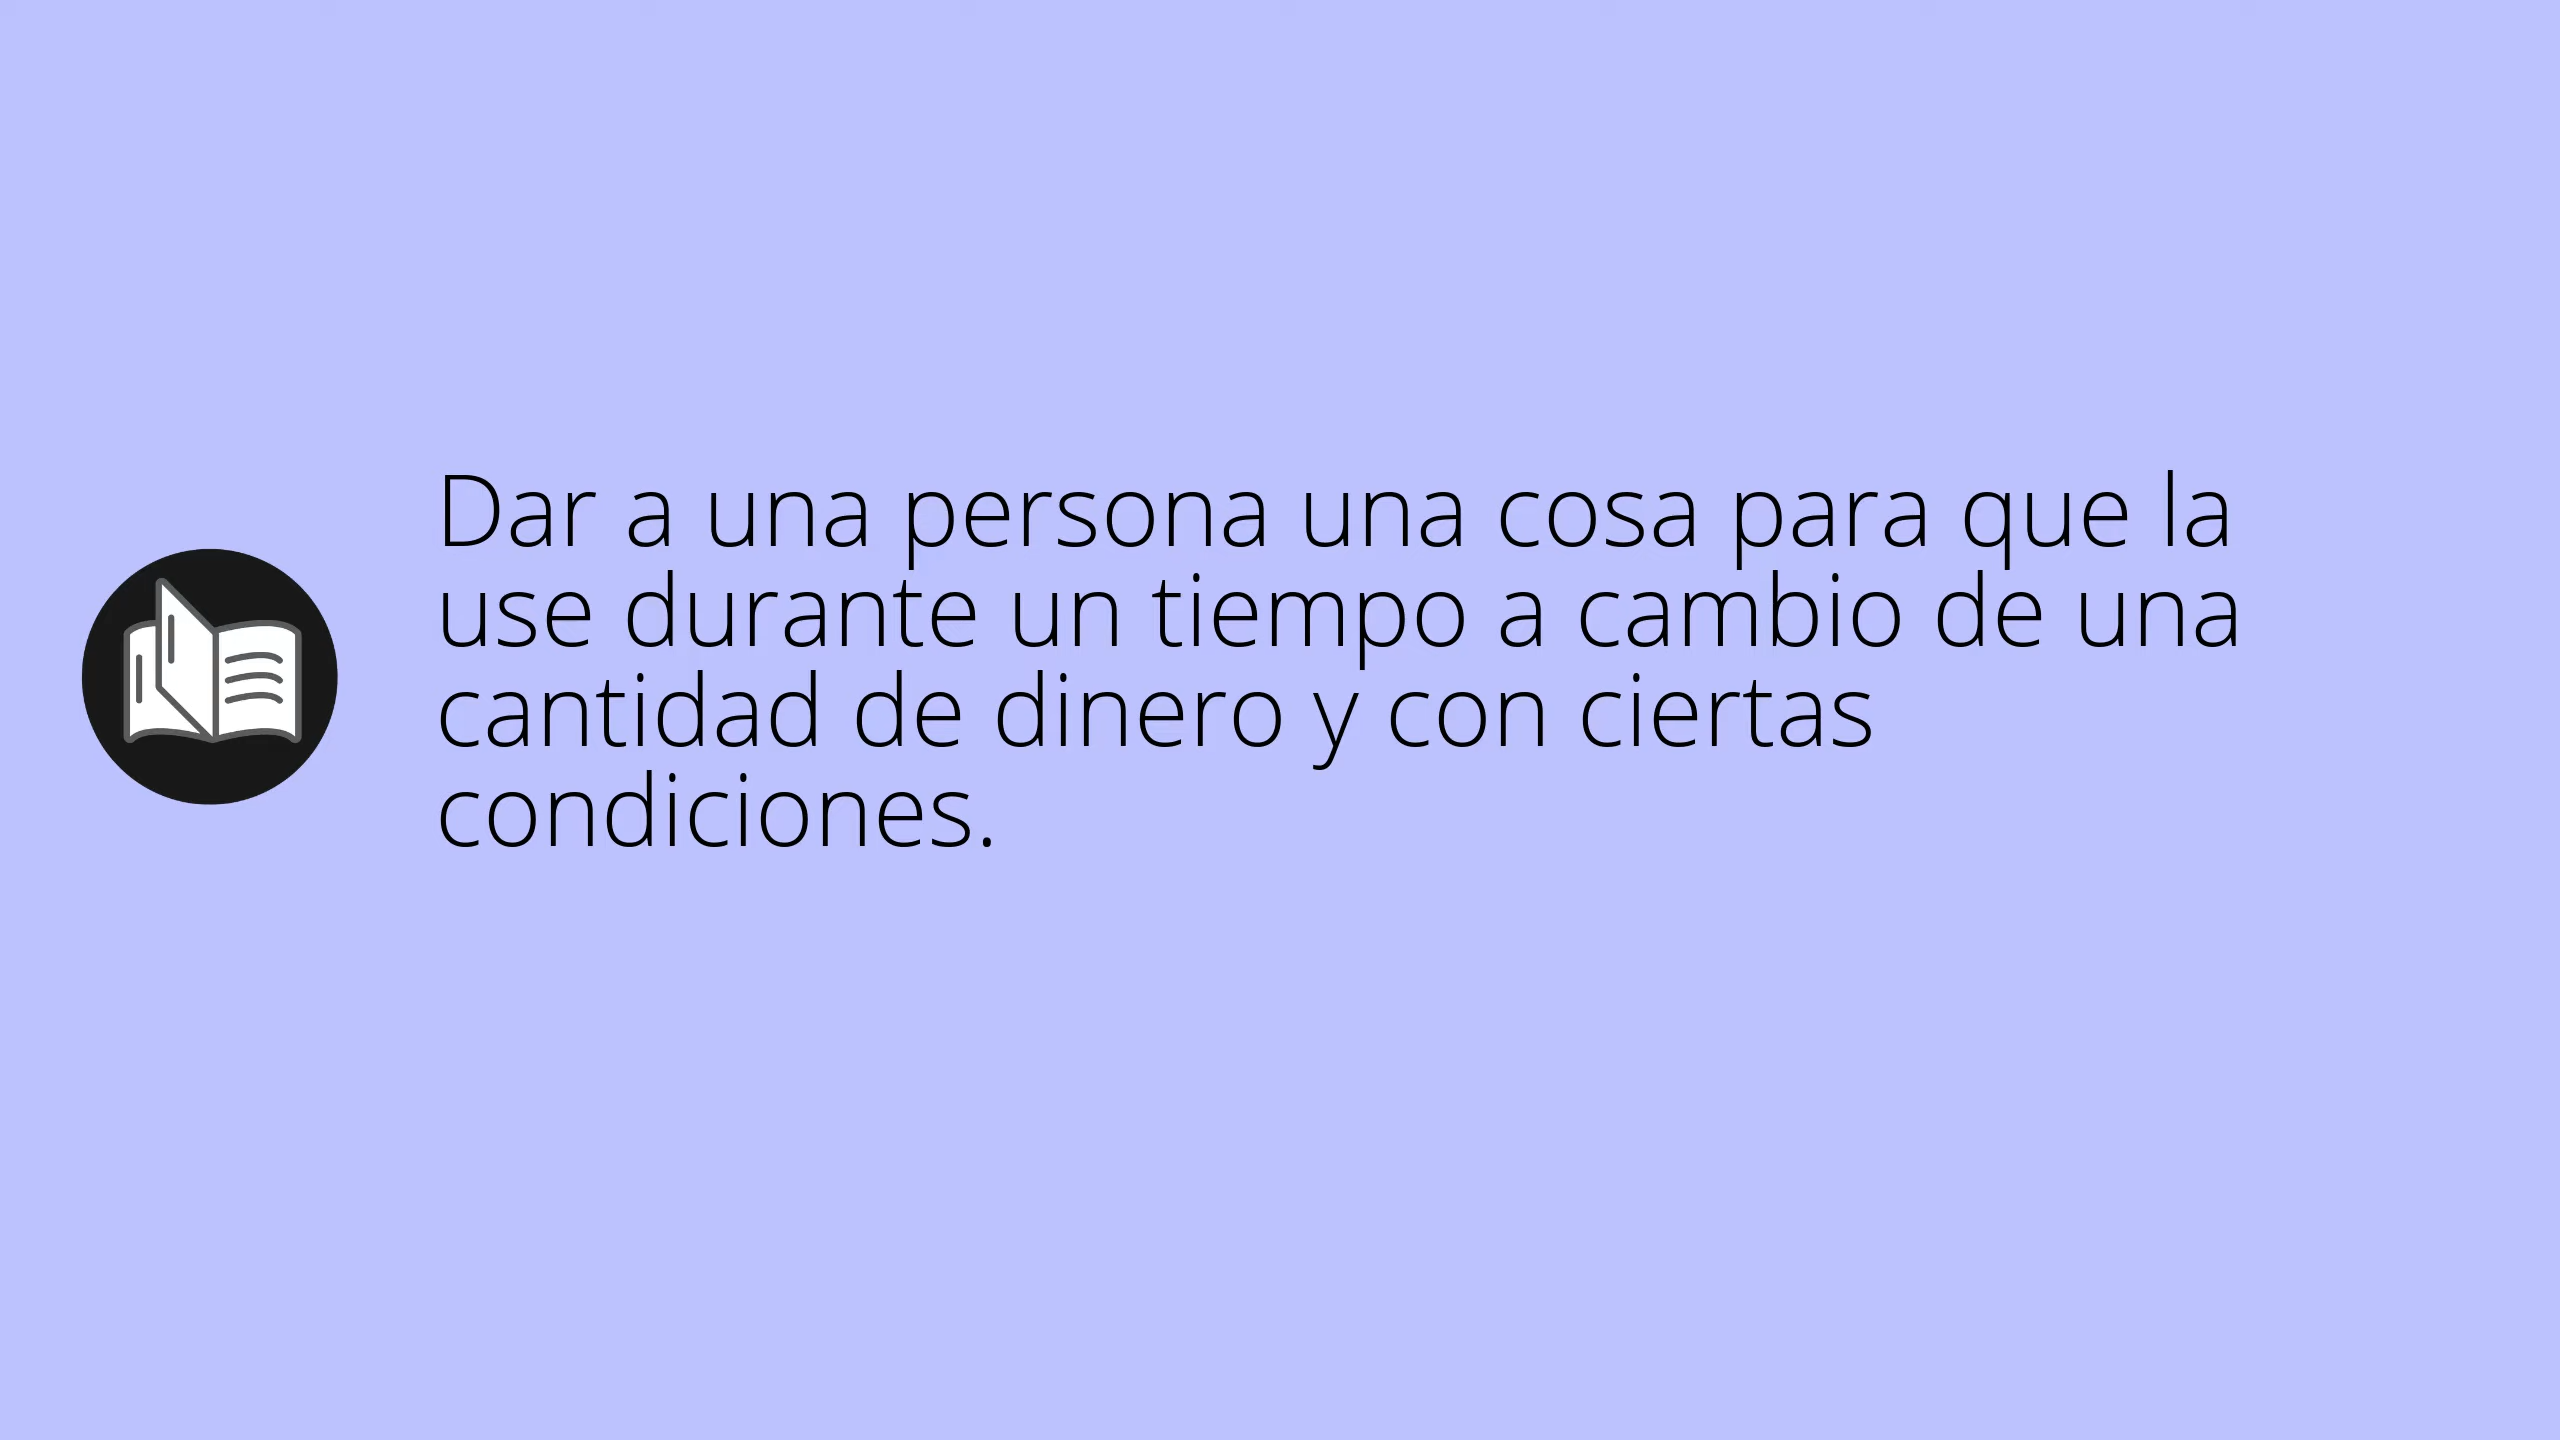 Dar a una persona una cosa para que la
use durante un tiempo a cambio de una
cantidad de dinero y con ciertas
condiciones.